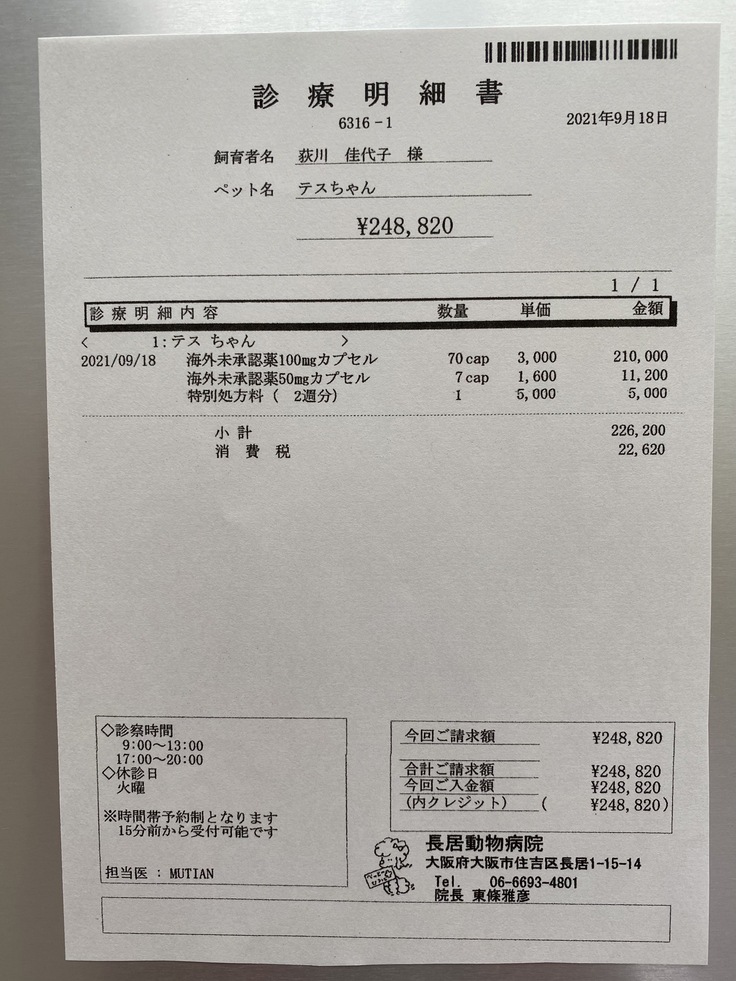 診療明細書
6316-1
2021年9月18日
飼育者名 荻川 佳代子 様
ペット名 テスちゃん
¥248,820
1 / 1
診療明細内容 数量 単価 金額
< 1:テス ちゃん >
2021/09/18 海外未承認薬100mgカプセル 70cap 3,000 210,000
海外未承認薬50mgカプセル 7cap 1,600 11,200
特別処方料( 2週分) 1 5,000 5,000
小 計 226,200
消 費 税 22,620
◇診察時間
9:00~13:00
17:00~20:00
◇休診日
火曜
※時間帯予約制となります
15分前から受付可能です
担当医 : MUTIAN
今回ご請求額 ¥248,820
合計ご請求額 ¥248,820
今回ご入金額 ¥248,820
(内クレジット) ( ¥248,820)
長居動物病院
大阪府大阪市住吉区長居1-15-14
Tel. 06-6693-4801
院長 東條雅彦